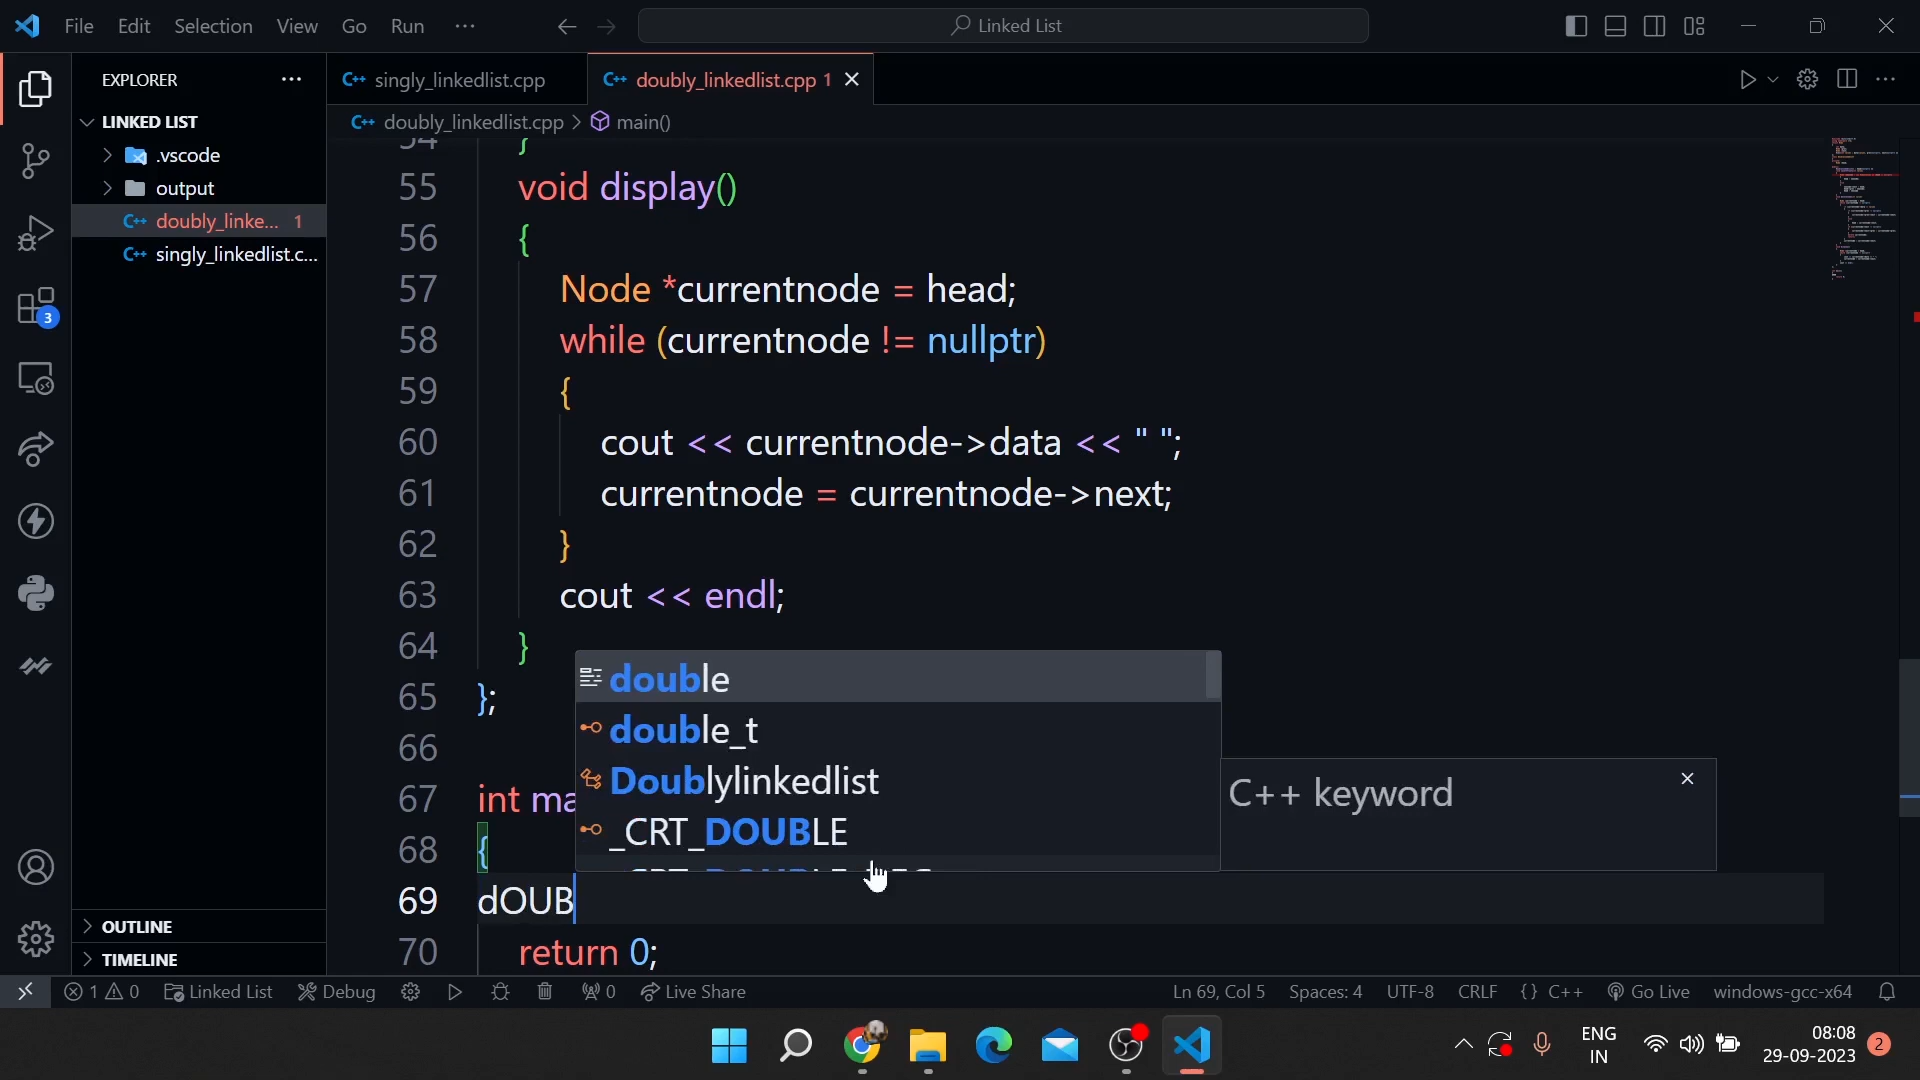 File Edit Selection View Go Run ···
Linked List
EXPLORER ···
LINKED LIST
.vscode
output
C++ doubly_linke... 1
C++ singly_linkedlist.c...
3
OUTLINE
TIMELINE
C++ singly_linkedlist.cpp
C++ doubly_linkedlist.cpp 1
C++ doubly_linkedlist.cpp > main()
54 }
55 void display()
56 {
57 Node *currentnode = head;
58 while (currentnode != nullptr)
59 {
60 cout << currentnode->data << " ";
61 currentnode = currentnode->next;
62 }
63 cout << endl;
64 }
65 };
66
67 int ma
68 {
69 dOUB
70 return 0;
double
double_t
Doublylinkedlist
_CRT_DOUBLE
C++ keyword
1 0 Linked List Debug 0 Live Share Ln 69, Col 5 Spaces: 4 UTF-8 CRLF {} C++ Go Live windows-gcc-x64
ENG
IN
08:08
29-09-2023
2